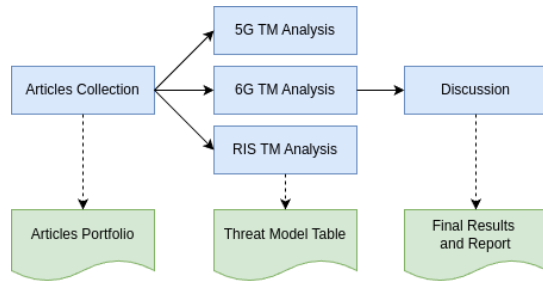 5G TM Analysis
Articles Collection
6G TM Analysis
Discussion
RIS TM Analysis
Articles Portfolio
Threat Model Table
Final Results
and Report